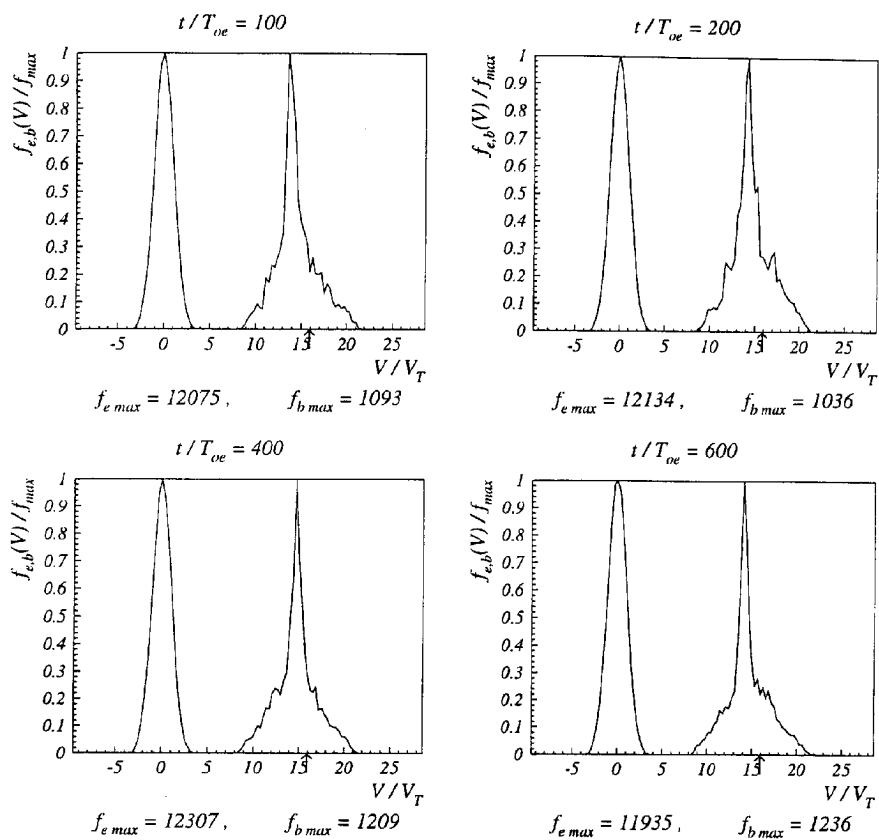 t / T_oe = 100
f_e,b(V) / f_max
1
0.9
0.8
0.7
0.6
0.5
0.4
0.3
0.2
0.1
0
-5 0 5 10 15 20 25
V / V_T
f_e max = 12075 , f_b max = 1093
t / T_oe = 200
f_e,b(V) / f_max
1
0.9
0.8
0.7
0.6
0.5
0.4
0.3
0.2
0.1
0
-5 0 5 10 15 20 25
V / V_T
f_e max = 12134 , f_b max = 1036
t / T_oe = 400
f_e,b(V) / f_max
1
0.9
0.8
0.7
0.6
0.5
0.4
0.3
0.2
0.1
0
-5 0 5 10 15 20 25
V / V_T
f_e max = 12307 , f_b max = 1209
t / T_oe = 600
f_e,b(V) / f_max
1
0.9
0.8
0.7
0.6
0.5
0.4
0.3
0.2
0.1
0
-5 0 5 10 15 20 25
V / V_T
f_e max = 11935 , f_b max = 1236